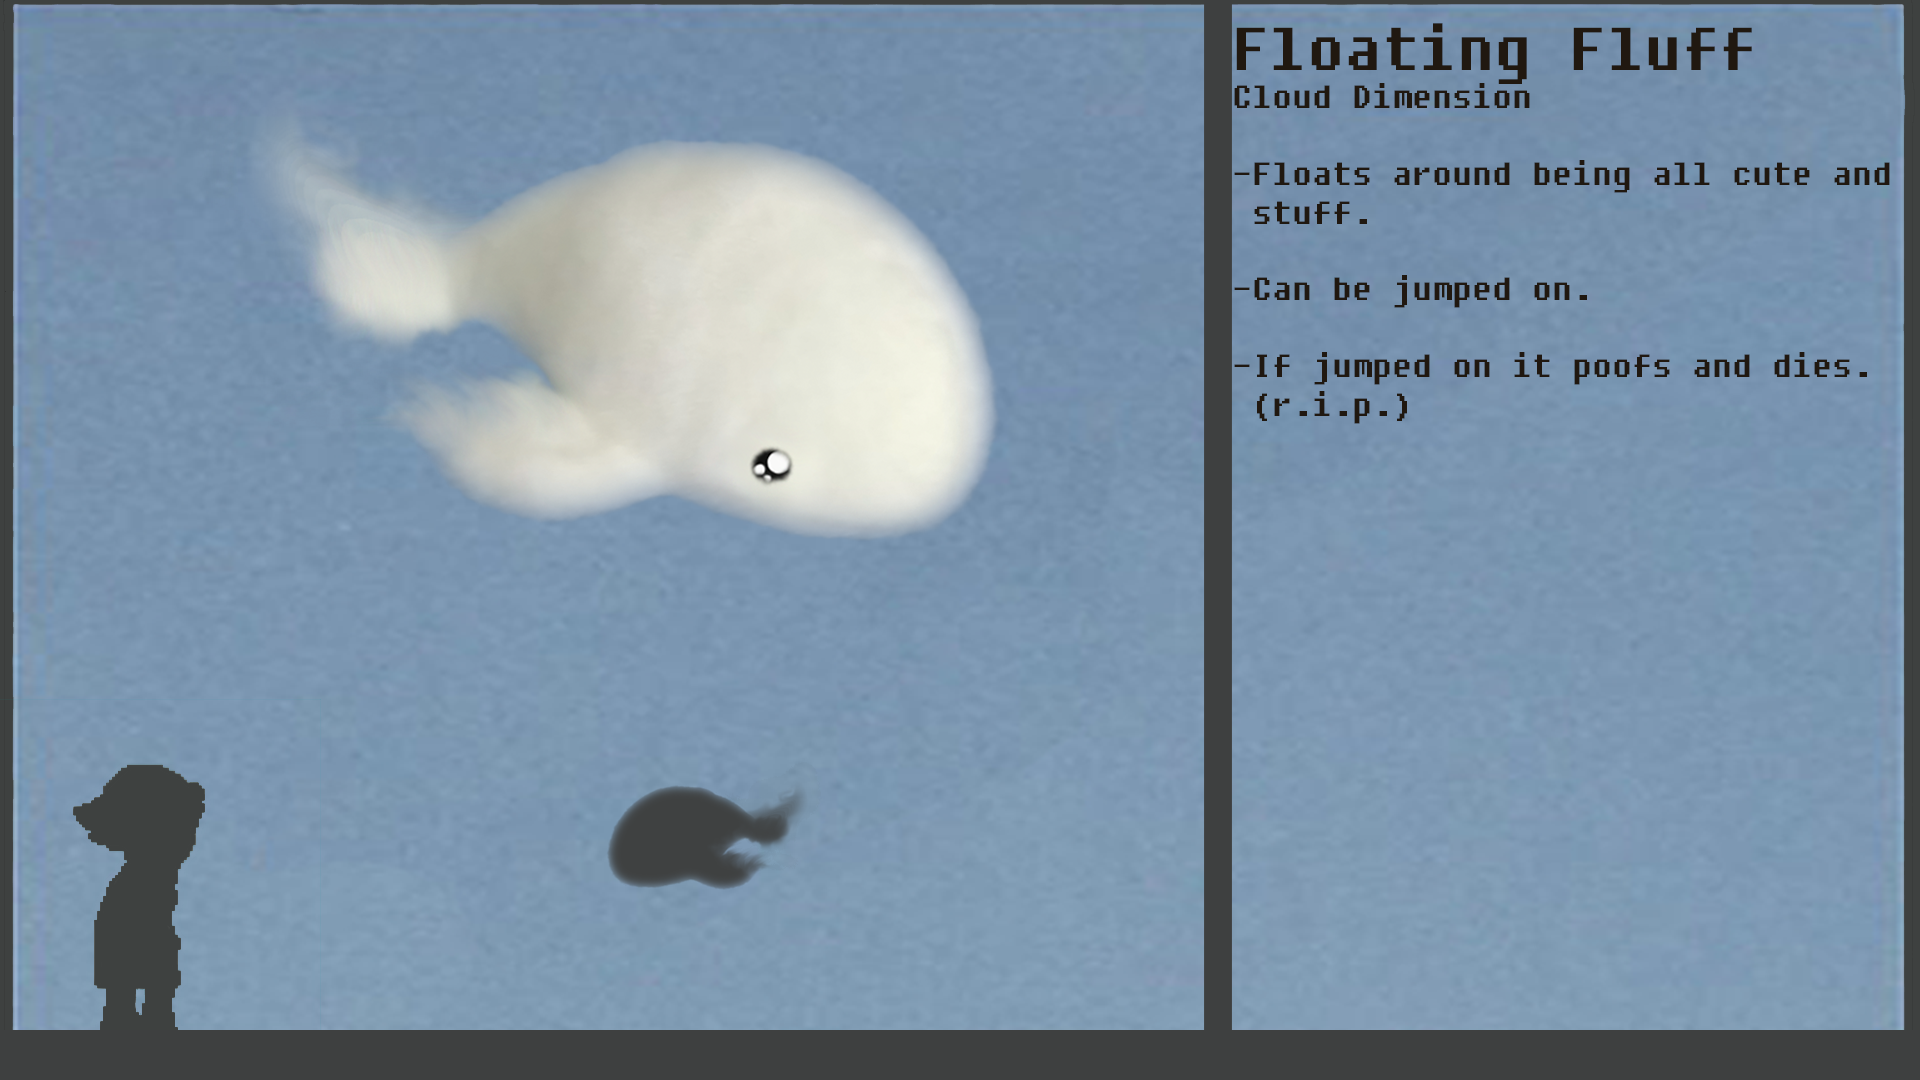 Floating Fluff
Cloud Dimension
-Floats around being all cute and
stuff.
-Can be jumped on.
-If jumped on it poofs and dies.
(r.i.p.)